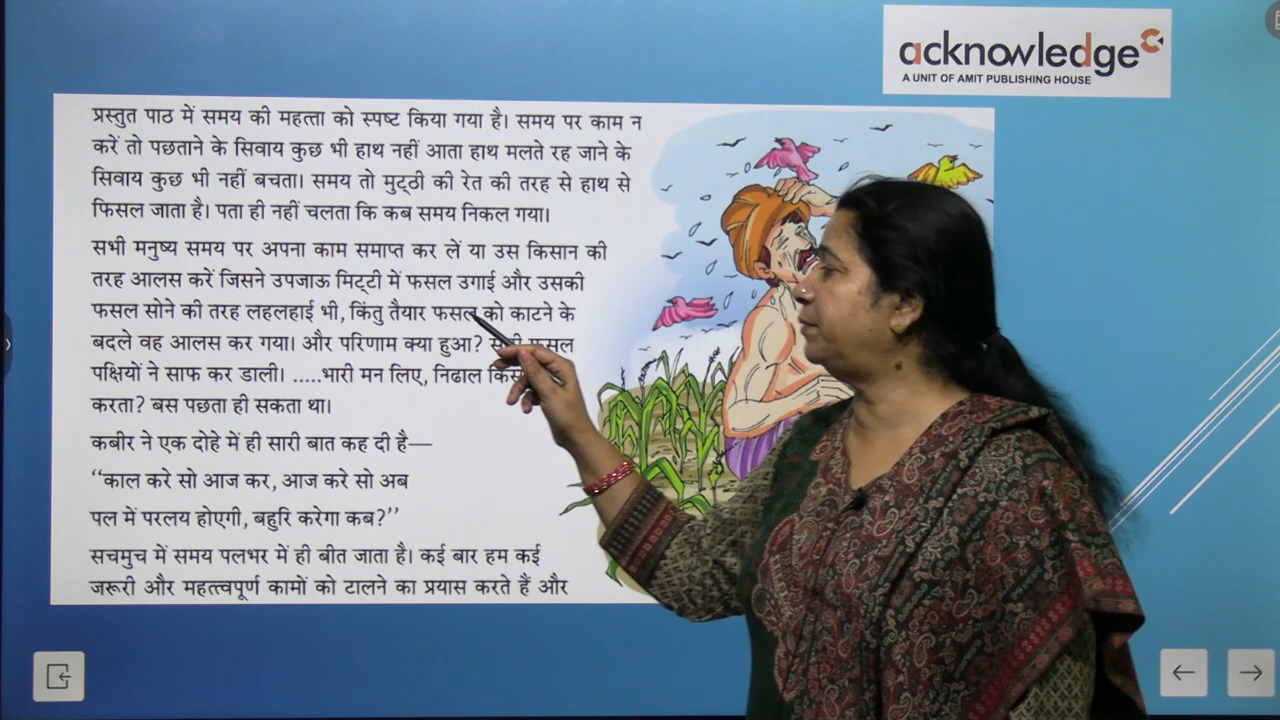 acknowledge
A UNIT OF AMIT PUBLISHING HOUSE
प्रस्तुत पाठ में समय की महत्ता को स्पष्ट किया गया है। समय पर काम न
करें तो पछताने के सिवाय कुछ भी हाथ नहीं आता हाथ मलते रह जाने के
सिवाय कुछ भी नहीं बचता। समय तो मुट्ठी की रेत की तरह से हाथ से
फिसल जाता है। पता ही नहीं चलता कि कब समय निकल गया।
सभी मनुष्य समय पर अपना काम समाप्त कर लें या उस किसान की
तरह आलस करें जिसने उपजाऊ मिट्टी में फसल उगाई और उसकी
फसल सोने की तरह लहलहाई भी, किंतु तैयार फसल को काटने के
बदले वह आलस कर गया। और परिणाम क्या हुआ? फसल
पक्षियों ने साफ कर डाली। .....भारी मन लिए, निढाल
करता? बस पछता ही सकता था।
कबीर ने एक दोहे में ही सारी बात कह दी है—
“काल करे सो आज कर, आज करे सो अब
पल में परलय होएगी, बहुरि करेगा कब?”
सचमुच में समय पलभर में ही बीत जाता है। कई बार हम कई
जरूरी और महत्त्वपूर्ण कामों को टालने का प्रयास करते हैं और